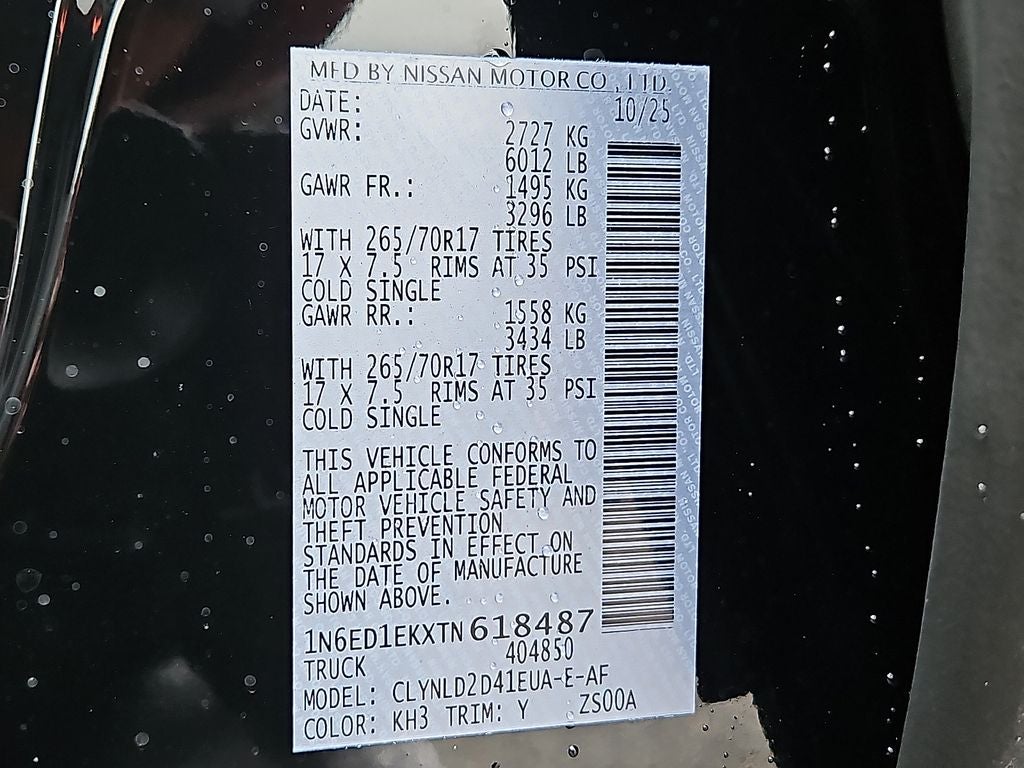 MFD BY NISSAN MOTOR CO., LTD.
DATE: 10/25
GVWR: 2727 KG
6012 LB
GAWR FR.: 1495 KG
3296 LB
WITH 265/70R17 TIRES
17 X 7.5 RIMS AT 35 PSI
COLD SINGLE
GAWR RR.: 1558 KG
3434 LB
WITH 265/70R17 TIRES
17 X 7.5 RIMS AT 35 PSI
COLD SINGLE
THIS VEHICLE CONFORMS TO
ALL APPLICABLE FEDERAL
MOTOR VEHICLE SAFETY AND
THEFT PREVENTION
STANDARDS IN EFFECT ON
THE DATE OF MANUFACTURE
SHOWN ABOVE.
1N6ED1EKXTN618487
TRUCK 404850
MODEL: CLYNLD2D41EUA-E-AF
COLOR: KH3 TRIM: Y ZS00A